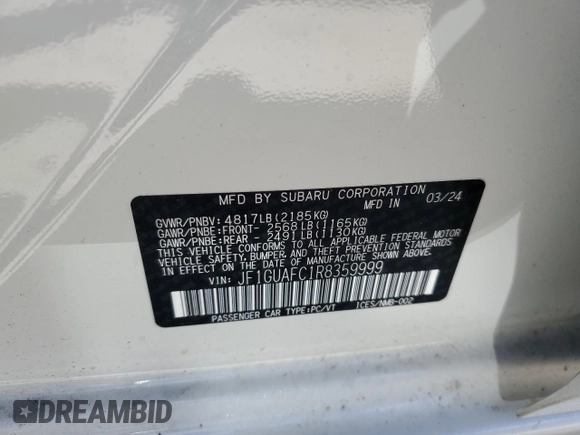 MFD BY SUBARU CORPORATION
MFD IN 03/24
GVWR/PNBV: 4817LB(2185KG)
GAWR/PNBE:FRONT- 2568LB(1165KG)
GAWR/PNBE:REAR - 2491LB(1130KG)
THIS VEHICLE CONFORMS TO ALL APPLICABLE FEDERAL MOTOR
VEHICLE SAFETY, BUMPER, AND THEFT PREVENTION STANDARDS
IN EFFECT ON THE DATE OF MANUFACTURE SHOWN ABOVE.
VIN: JF1GUAFC1R8359999
PASSENGER CAR TYPE:PC/VT ICES/NMB-002
DREAMBID